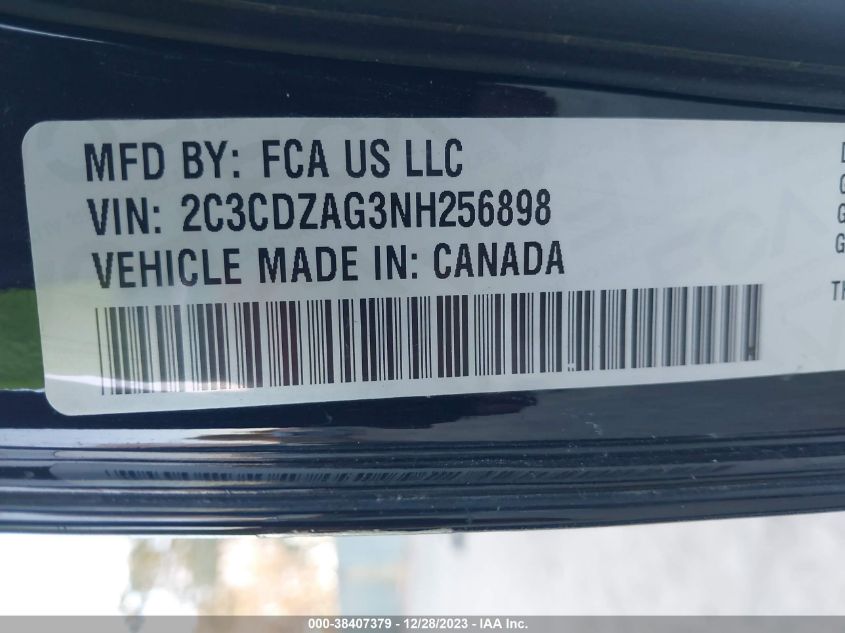 MFD BY: FCA US LLC
VIN: 2C3CDZAG3NH256898
VEHICLE MADE IN: CANADA
000-38407379 - 12/28/2023 - IAA Inc.